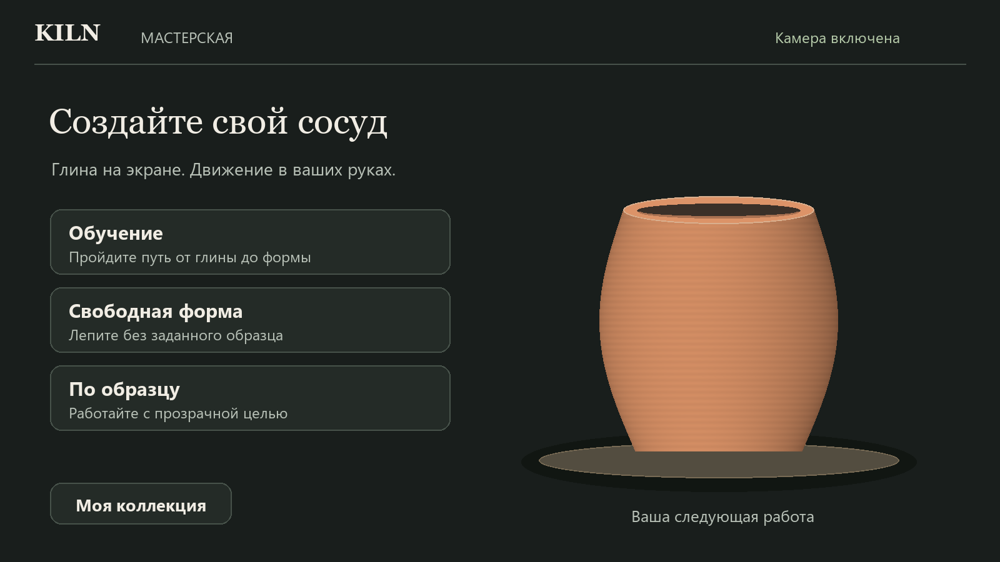 KILN
МАСТЕРСКАЯ
Камера включена
Создайте свой сосуд
Глина на экране. Движение в ваших руках.
Обучение
Пройдите путь от глины до формы
Свободная форма
Лепите без заданного образца
По образцу
Работайте с прозрачной целью
Моя коллекция
Ваша следующая работа